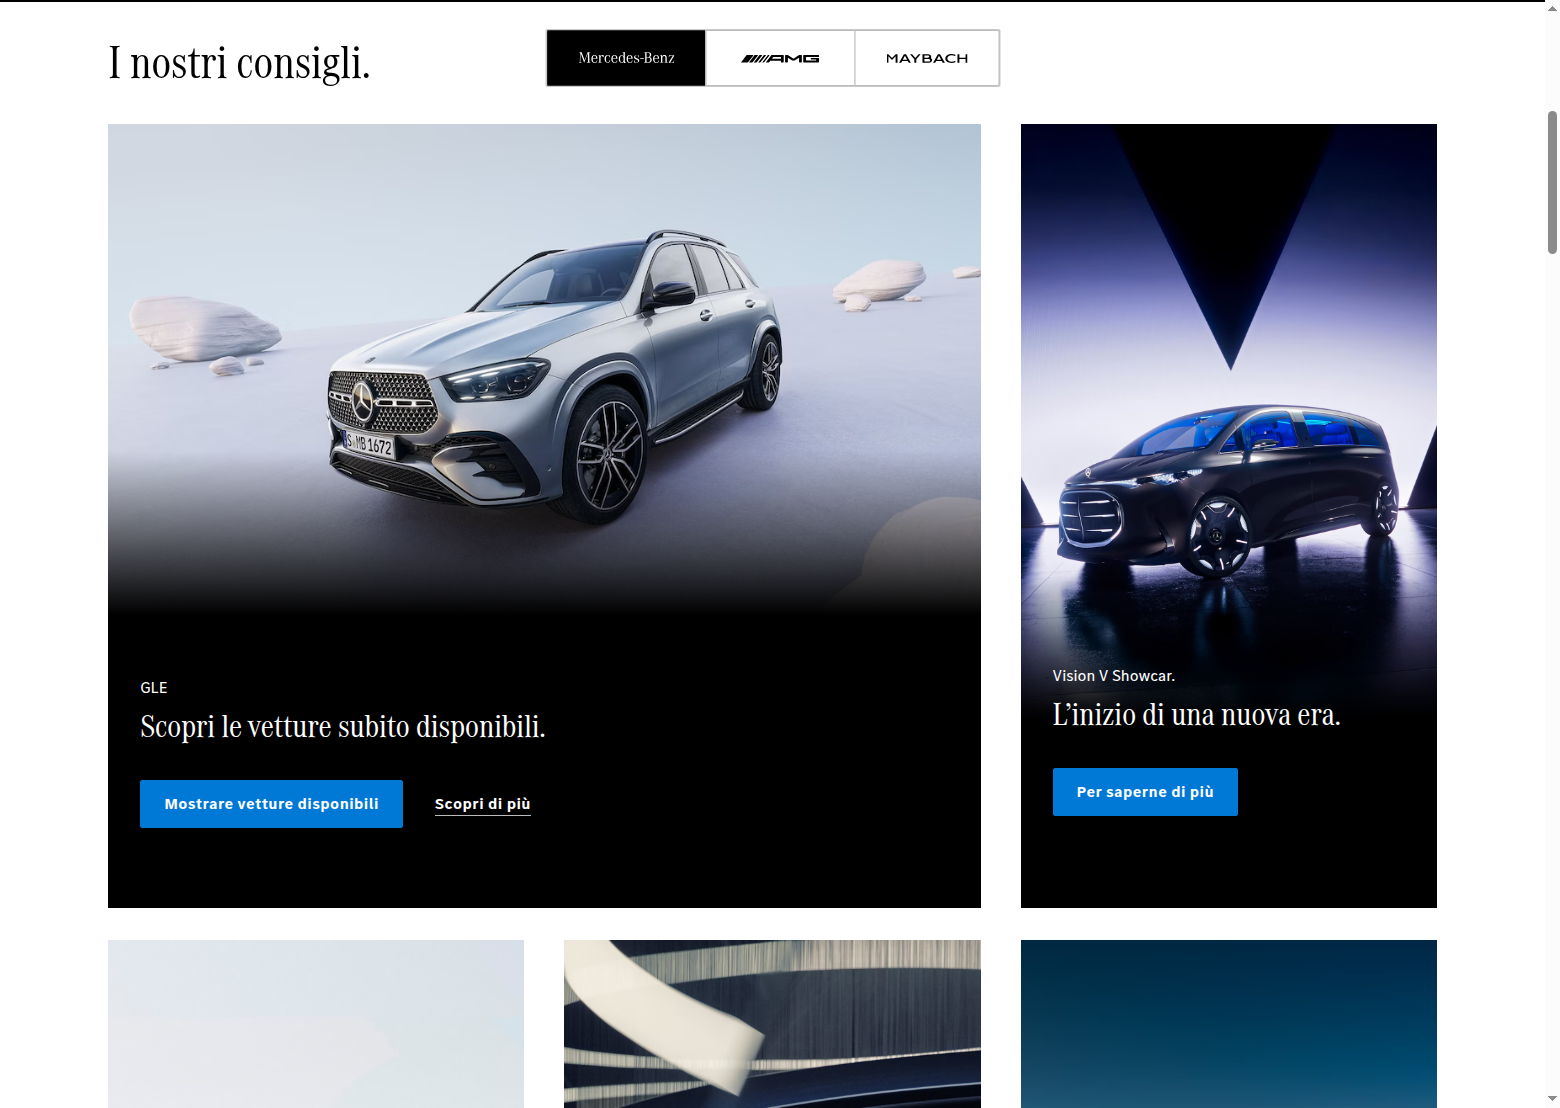 I nostri consigli.
Mercedes-Benz
AMG
MAYBACH
S MB 1672
GLE
Scopri le vetture subito disponibili.
Mostrare vetture disponibili
Scopri di più
Vision V Showcar.
L’inizio di una nuova era.
Per saperne di più